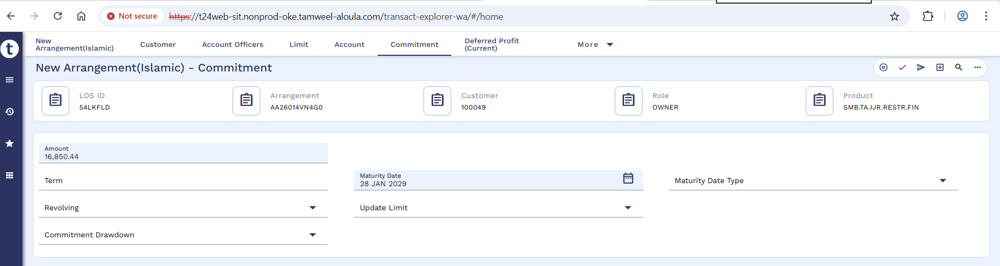 Not secure
https://t24web-sit.nonprod-oke.tamweel-aloula.com/transact-explorer-wa/#/home
t
New Arrangement(Islamic)
Customer
Account Officers
Limit
Account
Commitment
Deferred Profit (Current)
More
New Arrangement(Islamic) - Commitment
LOS ID
54LKFLD
Arrangement
AA26014VN4G0
Customer
100049
Role
OWNER
Product
SMB.TA.IJR.RESTR.FIN
Amount
16,850.44
Term
Maturity Date
28 JAN 2029
Maturity Date Type
Revolving
Update Limit
Commitment Drawdown